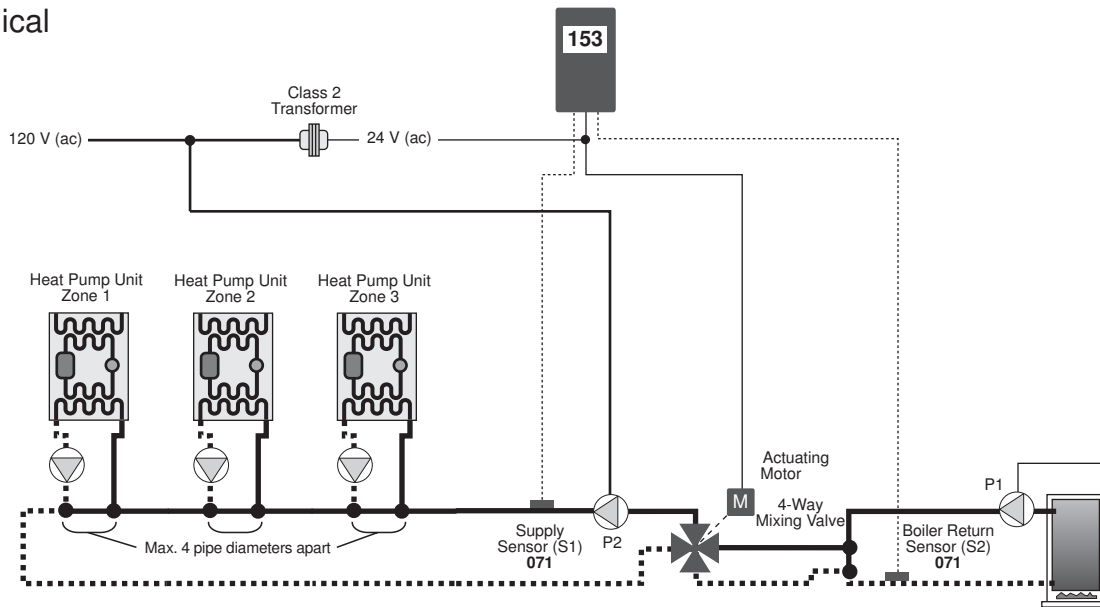 ical
153
Class 2
Transformer
120 V (ac)
24 V (ac)
Heat Pump Unit
Zone 1
Heat Pump Unit
Zone 2
Heat Pump Unit
Zone 3
Actuating
Motor
M
4-Way
Mixing Valve
P1
Max. 4 pipe diameters apart
Supply
Sensor (S1)
071
P2
Boiler Return
Sensor (S2)
071